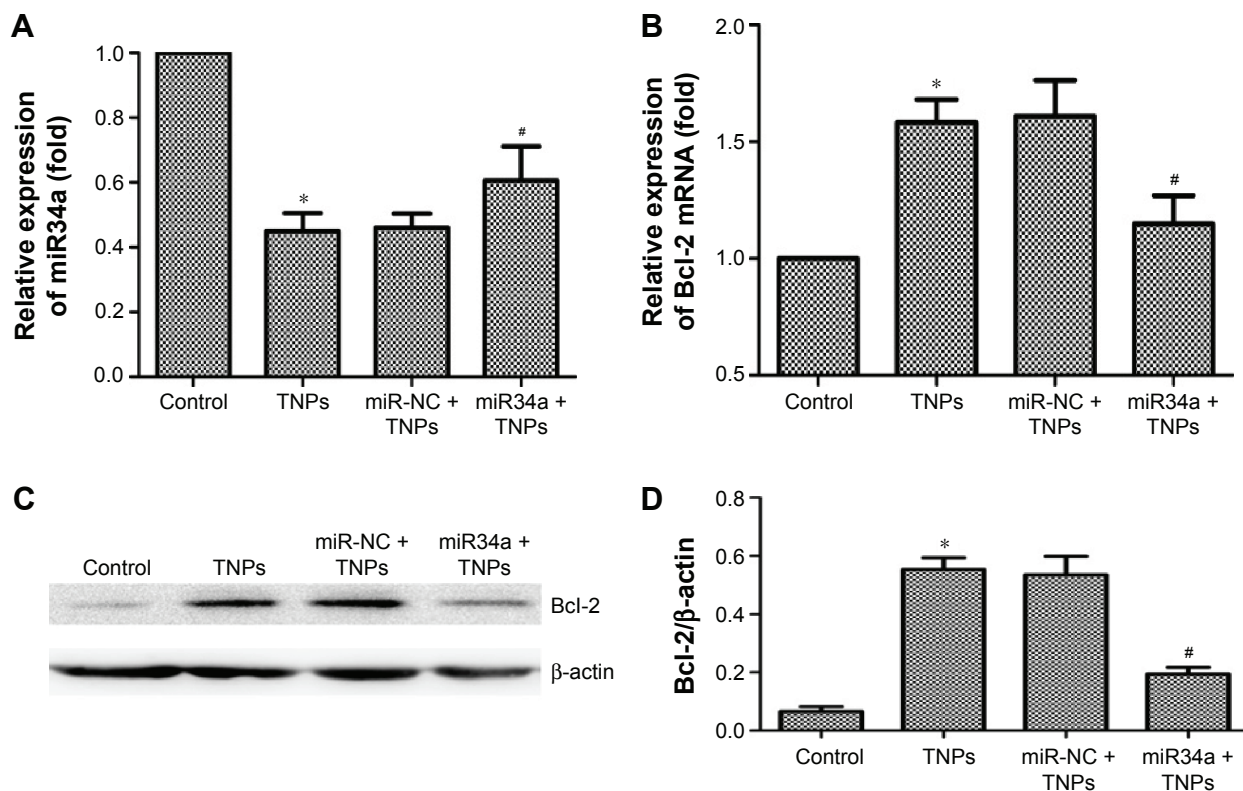 A
Relative expression
of miR34a (fold)
1.0
0.8
0.6
0.4
0.2
0.0
*
#
Control
TNPs
miR-NC +
TNPs
miR34a +
TNPs
B
Relative expression
of Bcl-2 mRNA (fold)
2.0
1.5
1.0
0.5
*
#
Control
TNPs
miR-NC +
TNPs
miR34a +
TNPs
C
Control
TNPs
miR-NC +
TNPs
miR34a +
TNPs
Bcl-2
β-actin
D
Bcl-2/β-actin
0.8
0.6
0.4
0.2
0.0
*
#
Control
TNPs
miR-NC +
TNPs
miR34a +
TNPs